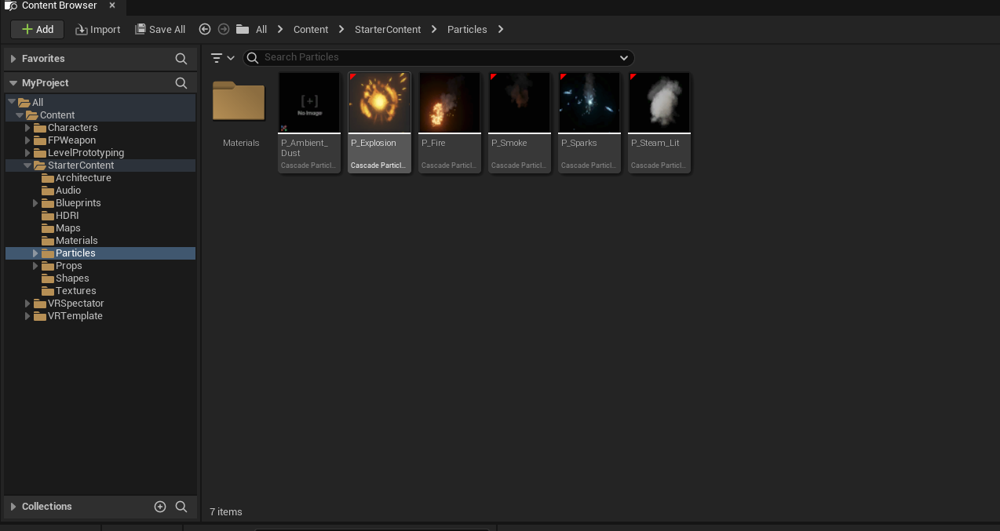 Content Browser
Add
Import
Save All
All
Content
StarterContent
Particles
Favorites
Search Particles
MyProject
All
Content
Characters
FPWeapon
LevelPrototyping
StarterContent
Architecture
Audio
Blueprints
HDRI
Maps
Materials
Particles
Props
Shapes
Textures
VRSpectator
VRTemplate
Materials
[+]
No Image
P_Ambient_
Dust
Cascade Particl...
P_Explosion
Cascade Particl...
P_Fire
Cascade Particl...
P_Smoke
Cascade Particl...
P_Sparks
Cascade Particl...
P_Steam_Lit
Cascade Particl...
Collections
7 items